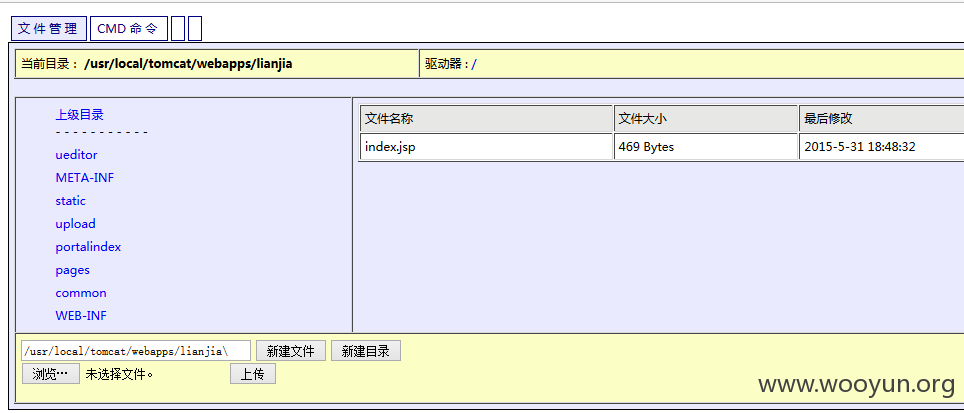 文件管理 CMD 命令
当前目录： /usr/local/tomcat/webapps/lianjia 驱动器 : /
上级目录
- - - - - - - - - - -
ueditor
META-INF
static
upload
portalindex
pages
common
WEB-INF
文件名称 文件大小 最后修改
index.jsp 469 Bytes 2015-5-31 18:48:32
/usr/local/tomcat/webapps/lianjia\ 新建文件 新建目录
浏览… 未选择文件。 上传
www.wooyun.org